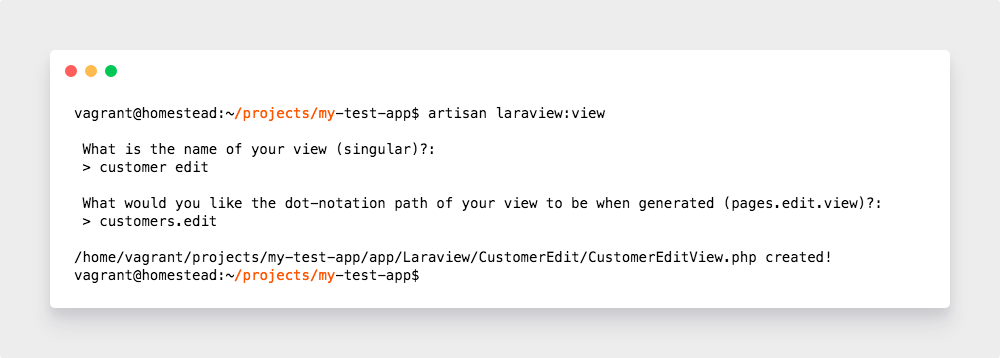 vagrant@homestead:~/projects/my-test-app$ artisan laraview:view
What is the name of your view (singular)?:
> customer edit
What would you like the dot-notation path of your view to be when generated (pages.edit.view)?:
> customers.edit
/home/vagrant/projects/my-test-app/app/Laraview/CustomerEdit/CustomerEditView.php created!
vagrant@homestead:~/projects/my-test-app$